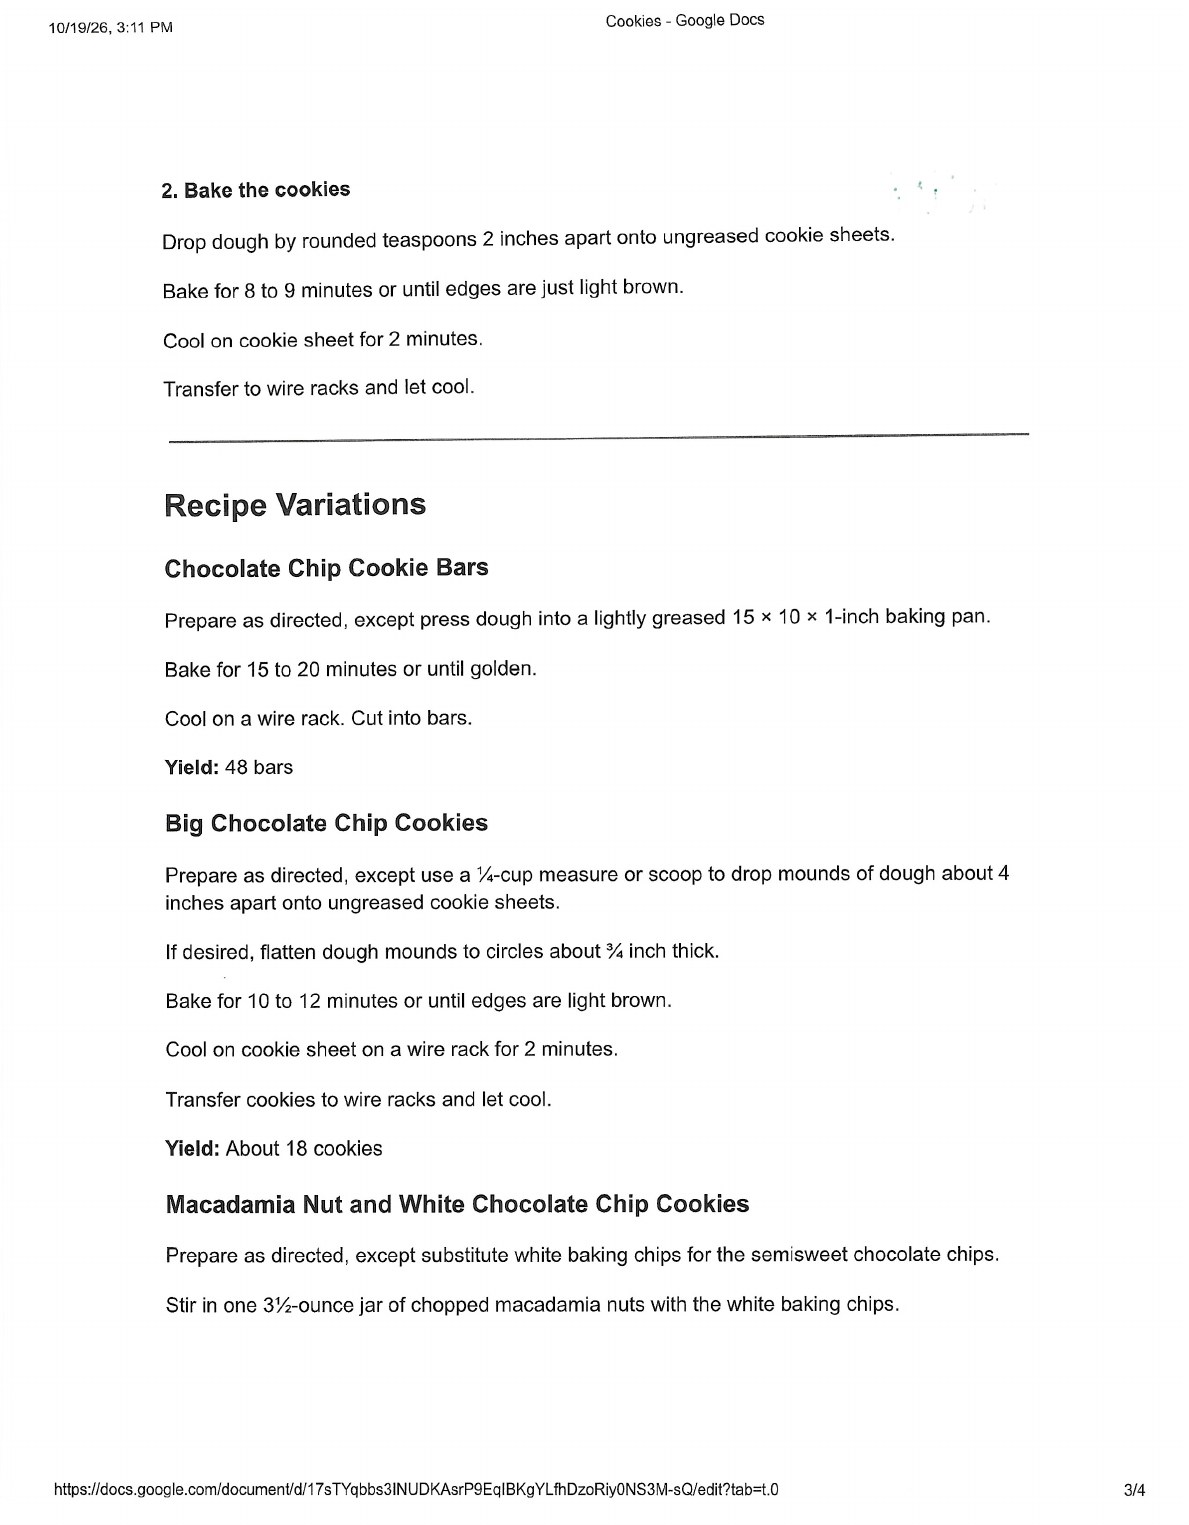 10/19/26, 3:11 PM
Cookies - Google Docs
2. Bake the cookies
Drop dough by rounded teaspoons 2 inches apart onto ungreased cookie sheets.
Bake for 8 to 9 minutes or until edges are just light brown.
Cool on cookie sheet for 2 minutes.
Transfer to wire racks and let cool.
Recipe Variations
Chocolate Chip Cookie Bars
Prepare as directed, except press dough into a lightly greased 15 × 10 × 1-inch baking pan.
Bake for 15 to 20 minutes or until golden.
Cool on a wire rack. Cut into bars.
Yield: 48 bars
Big Chocolate Chip Cookies
Prepare as directed, except use a ¼-cup measure or scoop to drop mounds of dough about 4
inches apart onto ungreased cookie sheets.
If desired, flatten dough mounds to circles about ¾ inch thick.
Bake for 10 to 12 minutes or until edges are light brown.
Cool on cookie sheet on a wire rack for 2 minutes.
Transfer cookies to wire racks and let cool.
Yield: About 18 cookies
Macadamia Nut and White Chocolate Chip Cookies
Prepare as directed, except substitute white baking chips for the semisweet chocolate chips.
Stir in one 3½-ounce jar of chopped macadamia nuts with the white baking chips.
https://docs.google.com/document/d/17sTYqbbs3INUDKAsrP9EqIBKgYLfhDzoRiy0NS3M-sQ/edit?tab=t.0
3/4